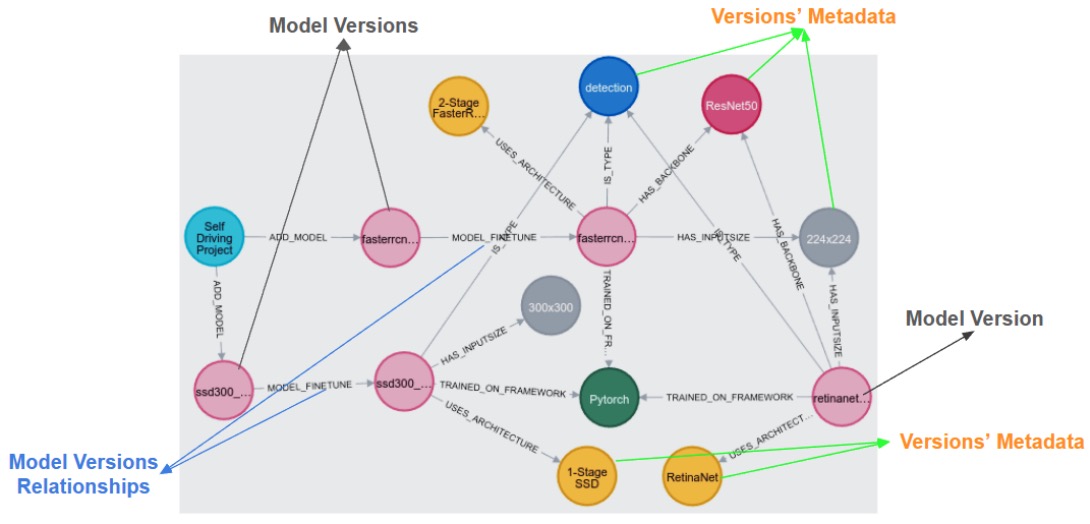 Model Versions
Versions' Metadata
2-Stage
FasterR...
detection
ResNet50
USES_ARCHITECTURE
IS_TYPE
HAS_BACKBONE
Self
Driving
Project
ADD_MODEL
fasterrcn...
MODEL_FINETUNE
IS_TYPE
fasterrcn...
HAS_INPUTSIZE
IS_TYPE
224x224
HAS_BACKBONE
ADD_MODEL
300x300
TRAINED_ON_FR...
HAS_INPUTSIZE
HAS_INPUTSIZE
Model Version
ssd300_...
MODEL_FINETUNE
ssd300_...
TRAINED_ON_FRAMEWORK
Pytorch
TRAINED_ON_FRAMEWORK
retinanet...
USES_ARCHITECTURE
USES_ARCHITECT...
Versions' Metadata
Model Versions
Relationships
1-Stage
SSD
RetinaNet